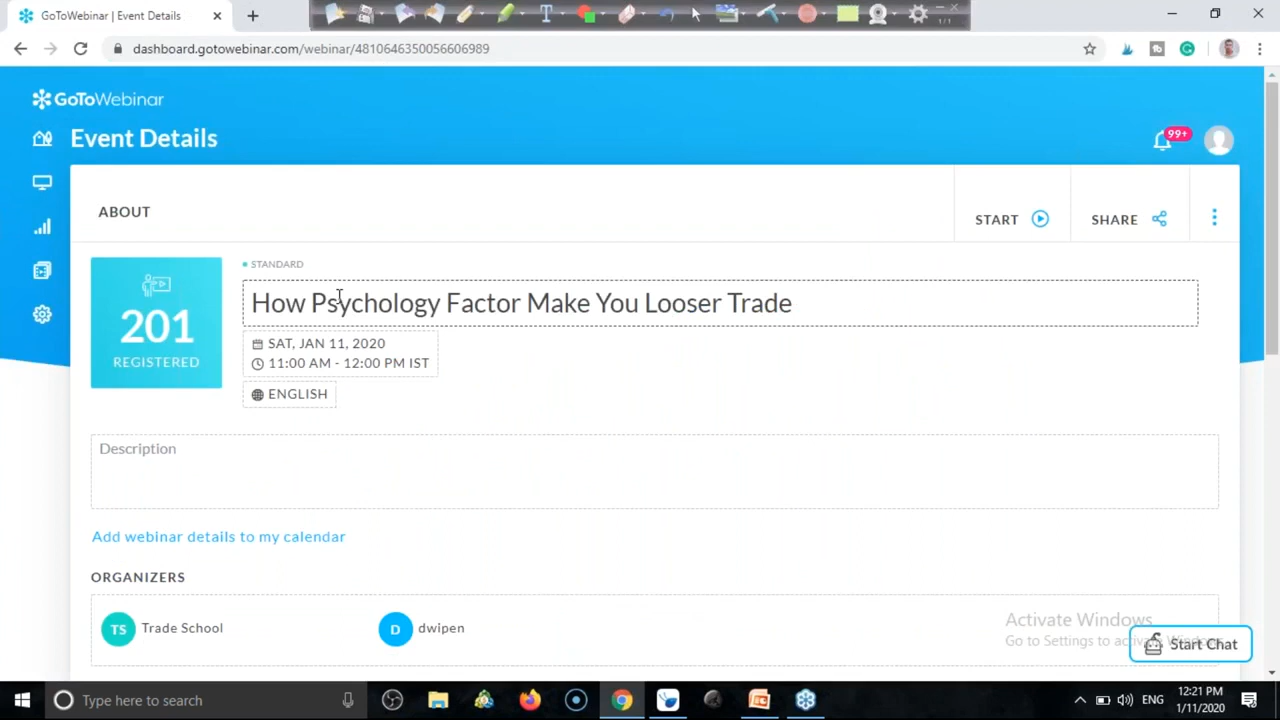 GoToWebinar | Event Details
1/1
dashboard.gotowebinar.com/webinar/4810646350056606989
GoToWebinar
Event Details
99+
ABOUT
START
SHARE
201
REGISTERED
STANDARD
How Psychology Factor Make You Looser Trade
SAT, JAN 11, 2020
11:00 AM - 12:00 PM IST
ENGLISH
Description
Add webinar details to my calendar
ORGANIZERS
TS Trade School
D dwipen
Activate Windows
Go to Settings to activate Windows.
Start Chat
Type here to search
ENG
12:21 PM
1/11/2020